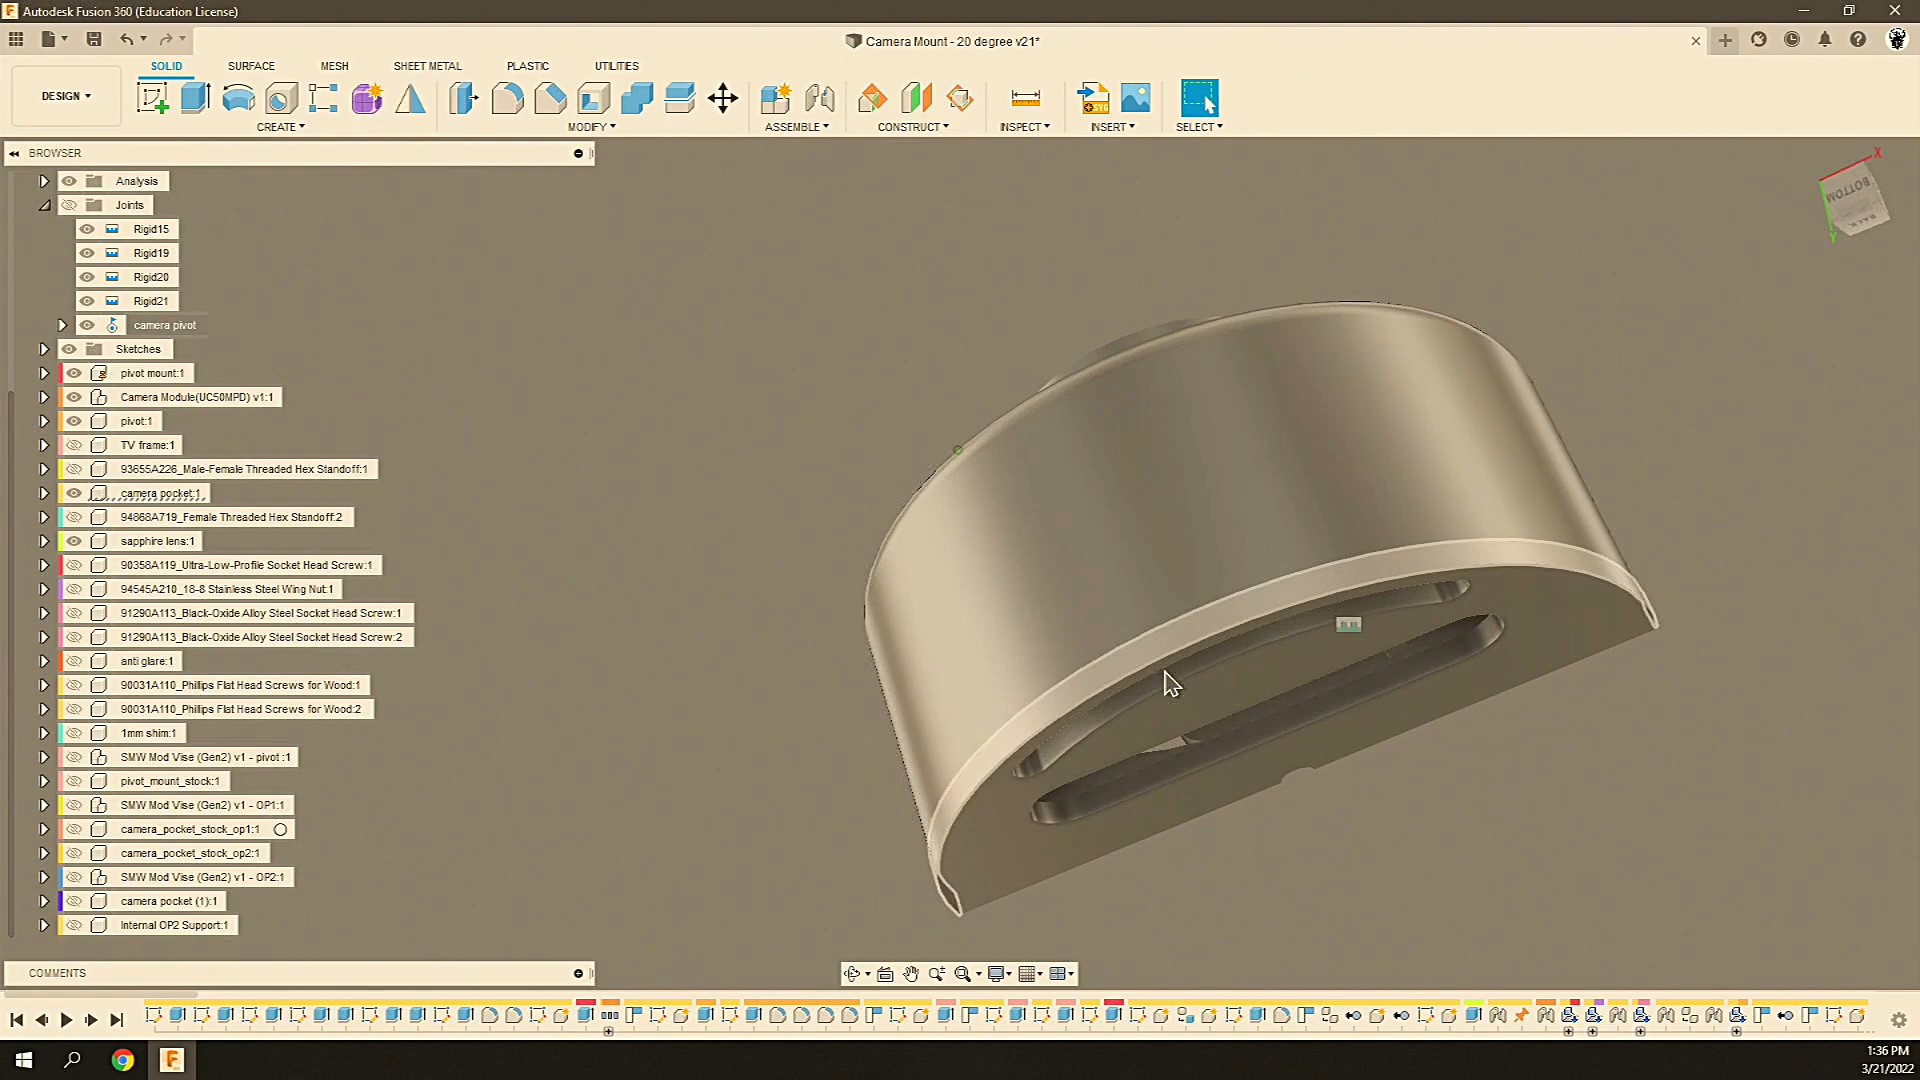 Autodesk Fusion 360 (Education License)
Camera Mount - 20 degree v21*
DESIGN
SOLID
SURFACE
MESH
SHEET METAL
PLASTIC
UTILITIES
CREATE
MODIFY
ASSEMBLE
CONSTRUCT
INSPECT
INSERT
SELECT
BROWSER
Analysis
Joints
Rigid15
Rigid19
Rigid20
Rigid21
camera pivot
Sketches
pivot mount:1
Camera Module(UC50MPD) v1:1
pivot:1
TV frame:1
93655A226_Male-Female Threaded Hex Standoff:1
camera pocket:1
94868A719_Female Threaded Hex Standoff:2
sapphire lens:1
90358A119_Ultra-Low-Profile Socket Head Screw:1
94545A210_18-8 Stainless Steel Wing Nut:1
91290A113_Black-Oxide Alloy Steel Socket Head Screw:1
91290A113_Black-Oxide Alloy Steel Socket Head Screw:2
anti glare:1
90031A110_Phillips Flat Head Screws for Wood:1
90031A110_Phillips Flat Head Screws for Wood:2
1mm shim:1
SMW Mod Vise (Gen2) v1 - pivot :1
pivot_mount_stock:1
SMW Mod Vise (Gen2) v1 - OP1:1
camera_pocket_stock_op1:1
camera_pocket_stock_op2:1
SMW Mod Vise (Gen2) v1 - OP2:1
camera pocket (1):1
Internal OP2 Support:1
X
BOTTOM
BACK
Y
COMMENTS
1:36 PM
3/21/2022